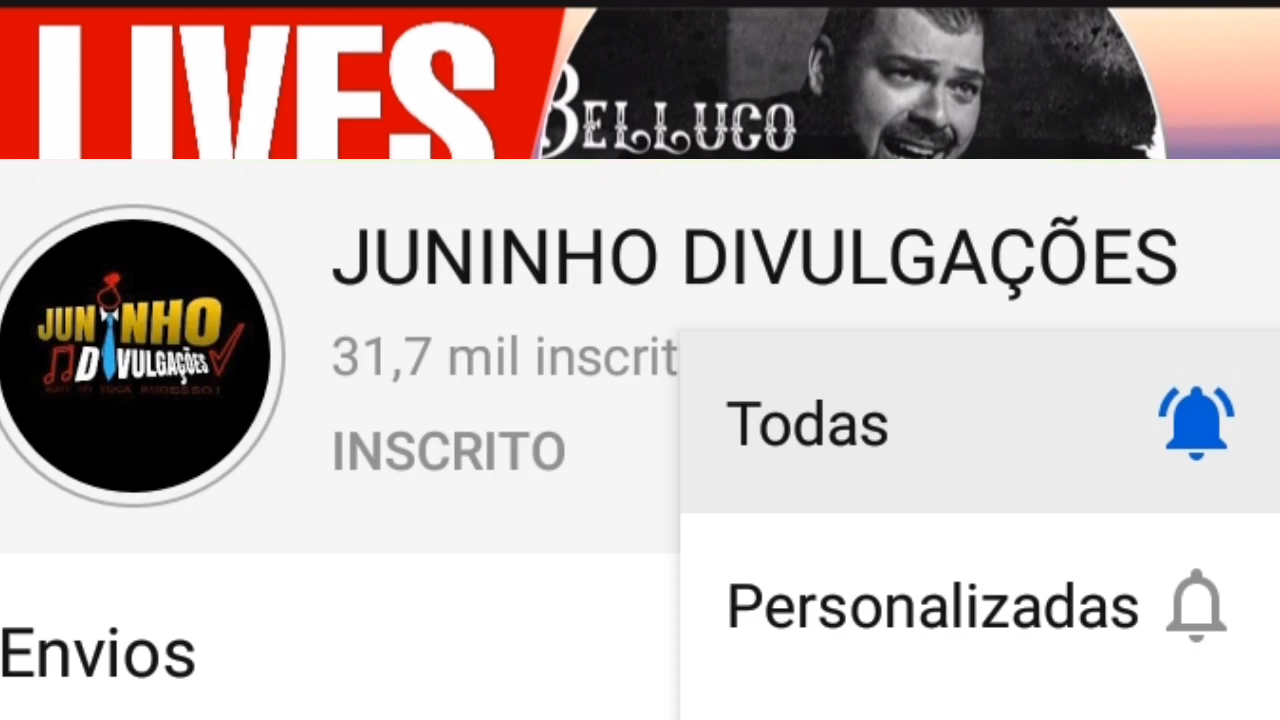 LIVES
BELLUCO
JUNINHO
DIVULGAÇÕES
JUNINHO DIVULGAÇÕES
31,7 mil inscrit
INSCRITO
Todas
Personalizadas
Envios